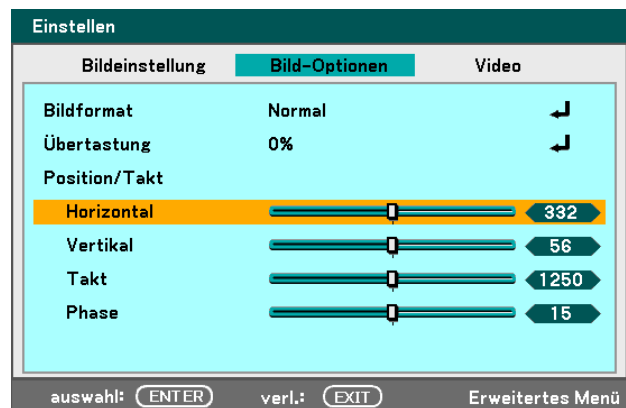 Einstellen
Bildeinstellung Bild-Optionen Video
Bildformat Normal
Übertastung 0%
Position/Takt
Horizontal 332
Vertikal 56
Takt 1250
Phase 15
auswahl: ENTER verl.: EXIT Erweitertes Menü